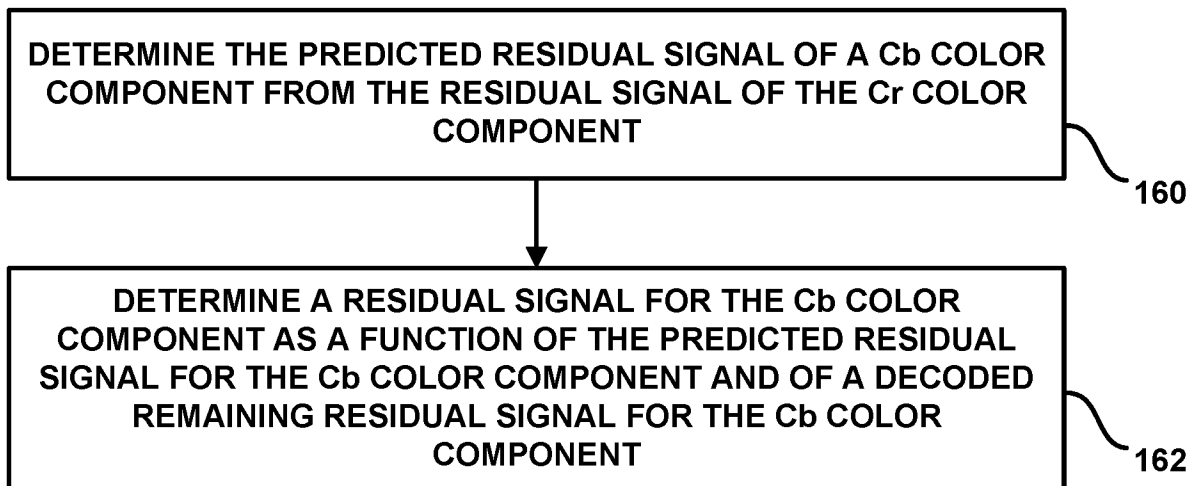 DETERMINE THE PREDICTED RESIDUAL SIGNAL OF A Cb COLOR
COMPONENT FROM THE RESIDUAL SIGNAL OF THE Cr COLOR
COMPONENT
160
DETERMINE A RESIDUAL SIGNAL FOR THE Cb COLOR
COMPONENT AS A FUNCTION OF THE PREDICTED RESIDUAL
SIGNAL FOR THE Cb COLOR COMPONENT AND OF A DECODED
REMAINING RESIDUAL SIGNAL FOR THE Cb COLOR
COMPONENT
162